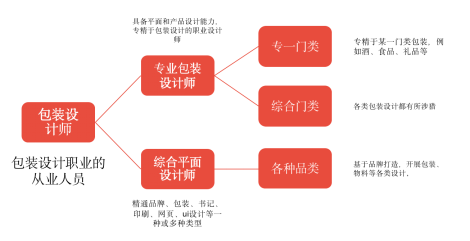 具备平面和产品设计能力，
专精于包装设计的职业设计
师
专一门类
专精于某一门类包装，例
如酒、食品、礼品等
专业包装
设计师
综合门类
各类包装设计都有所涉猎
包装设
计师
包装设计职业的
从业人员
综合平面
设计师
各种品类
基于品牌打造，开展包装、
物料等各类设计。
精通品牌、包装、书记、
印刷、网页、ui设计等一
种或多种类型